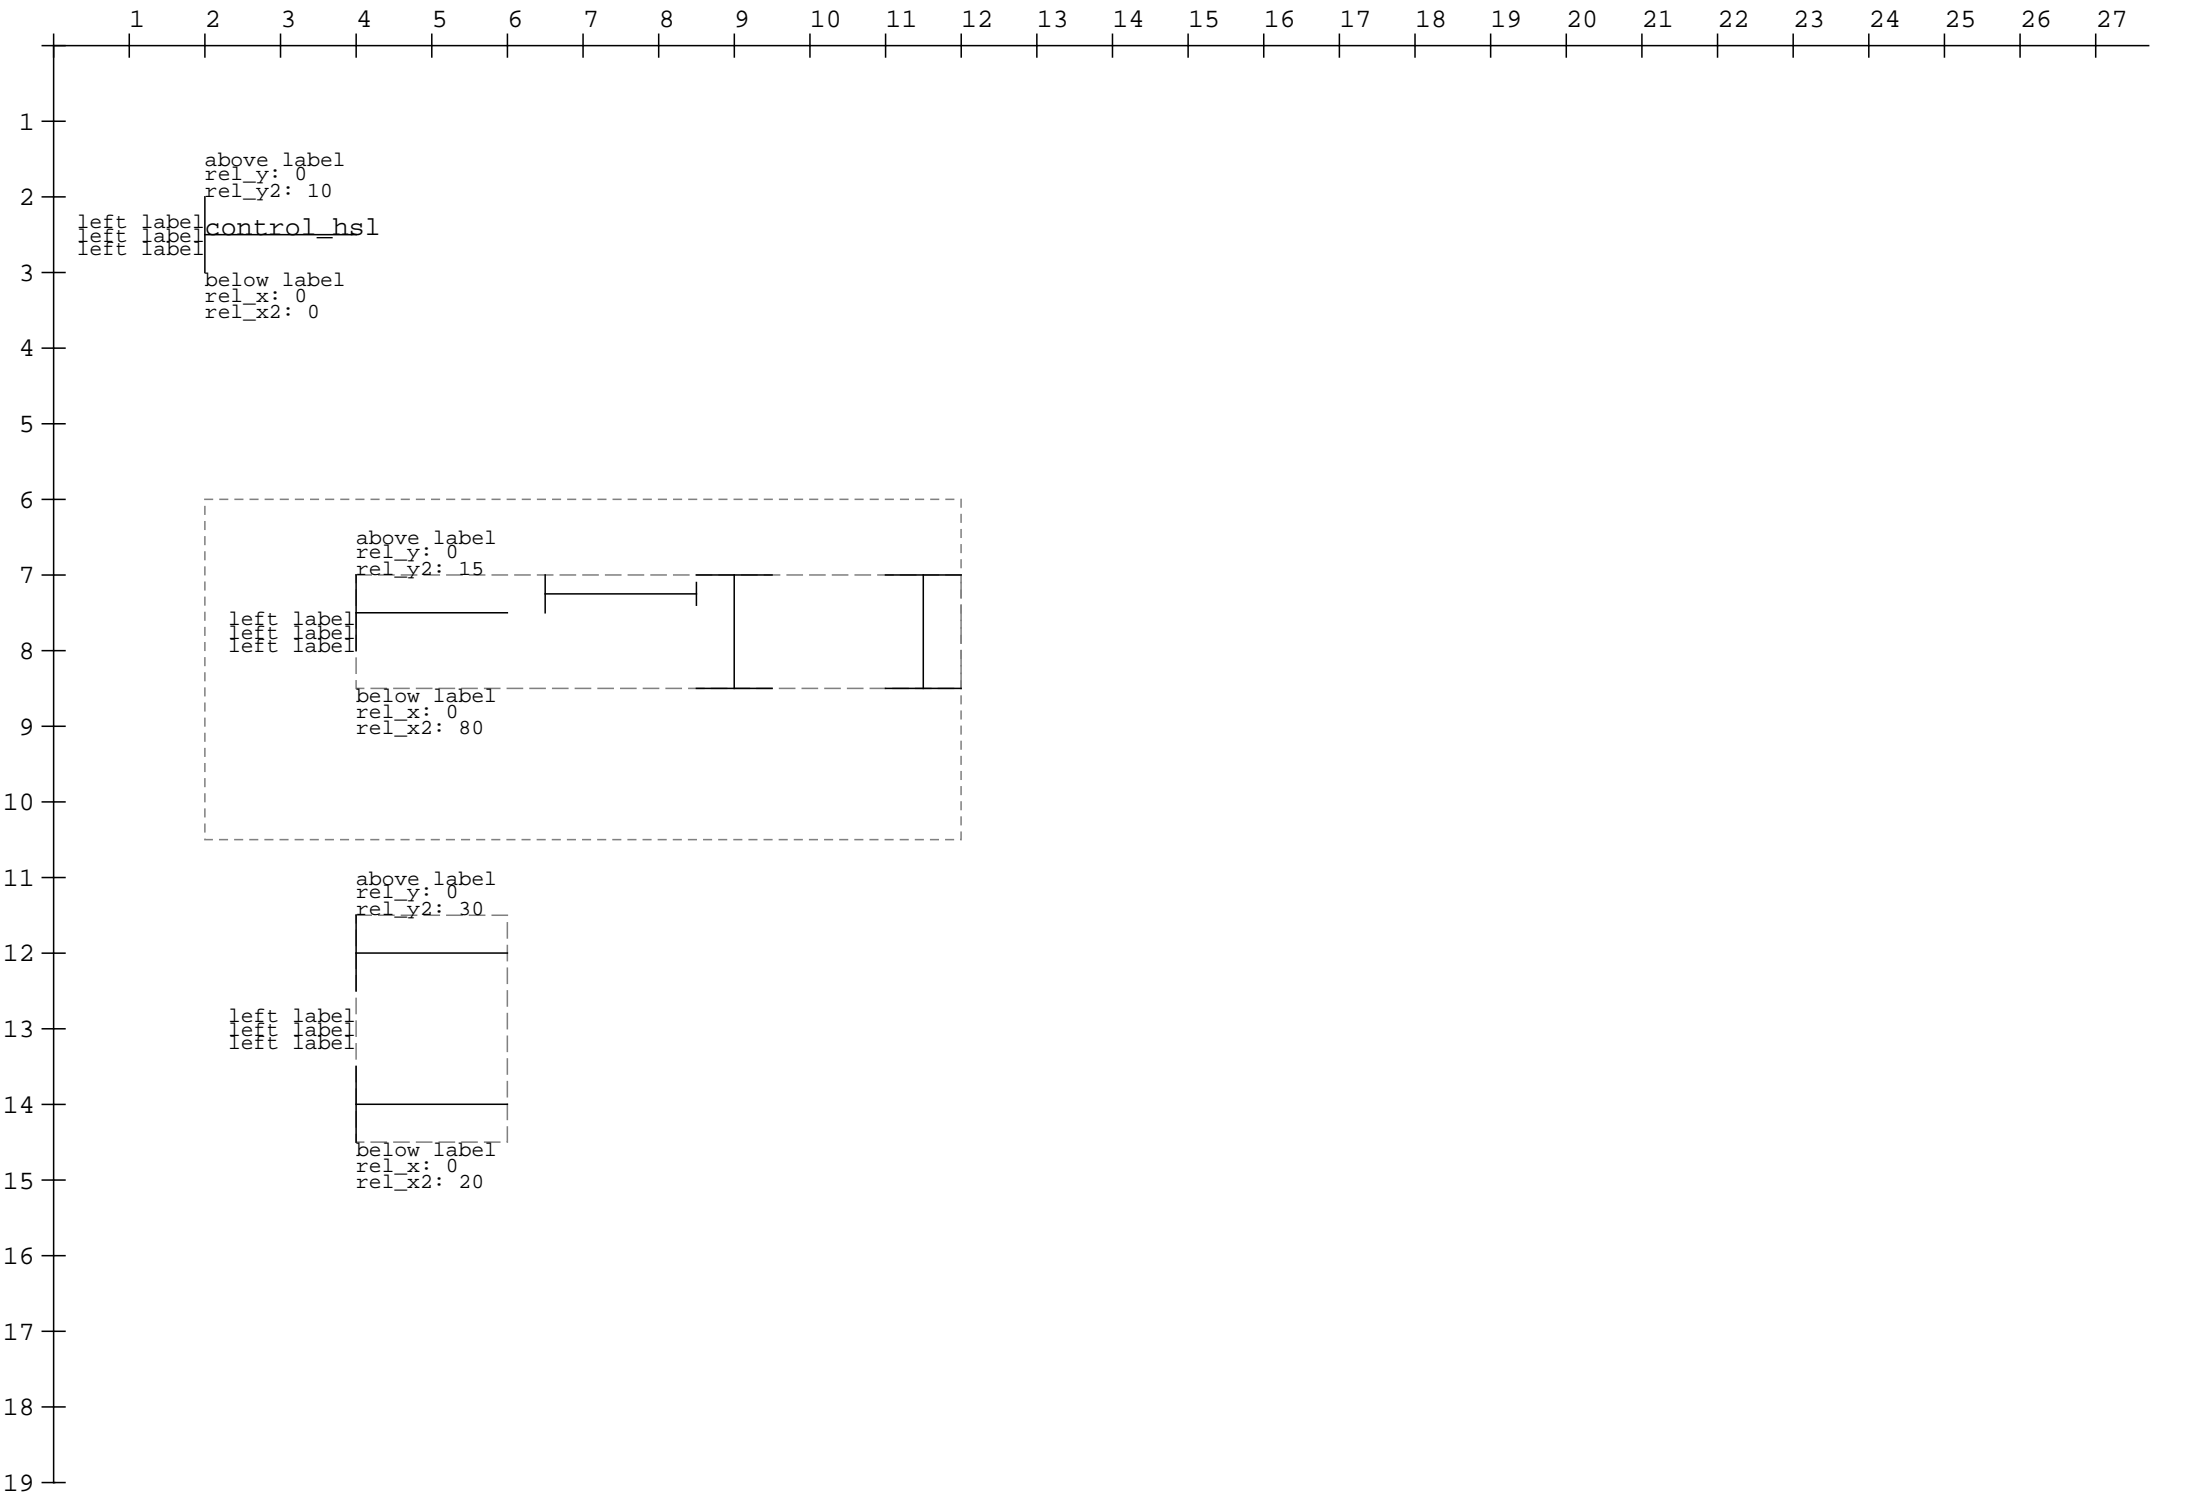 1 2 3 4 5 6 7 8 9 10 11 12 13 14 15 16 17 18 19 20 21 22 23 24 25 26 27
1
above label
rel_y: 0
rel_y2: 10
2
left label
control_hsl
left label
left label
3
below label
rel_x: 0
rel_x2: 0
4
5
6
above label
rel_y: 0
rel_y2: 15
7
left label
left label
left label
8
below label
rel_x: 0
rel_x2: 80
9
10
11
above label
rel_y: 0
rel_y2: 30
12
left label
left label
left label
13
14
below label
rel_x: 0
rel_x2: 20
15
16
17
18
19